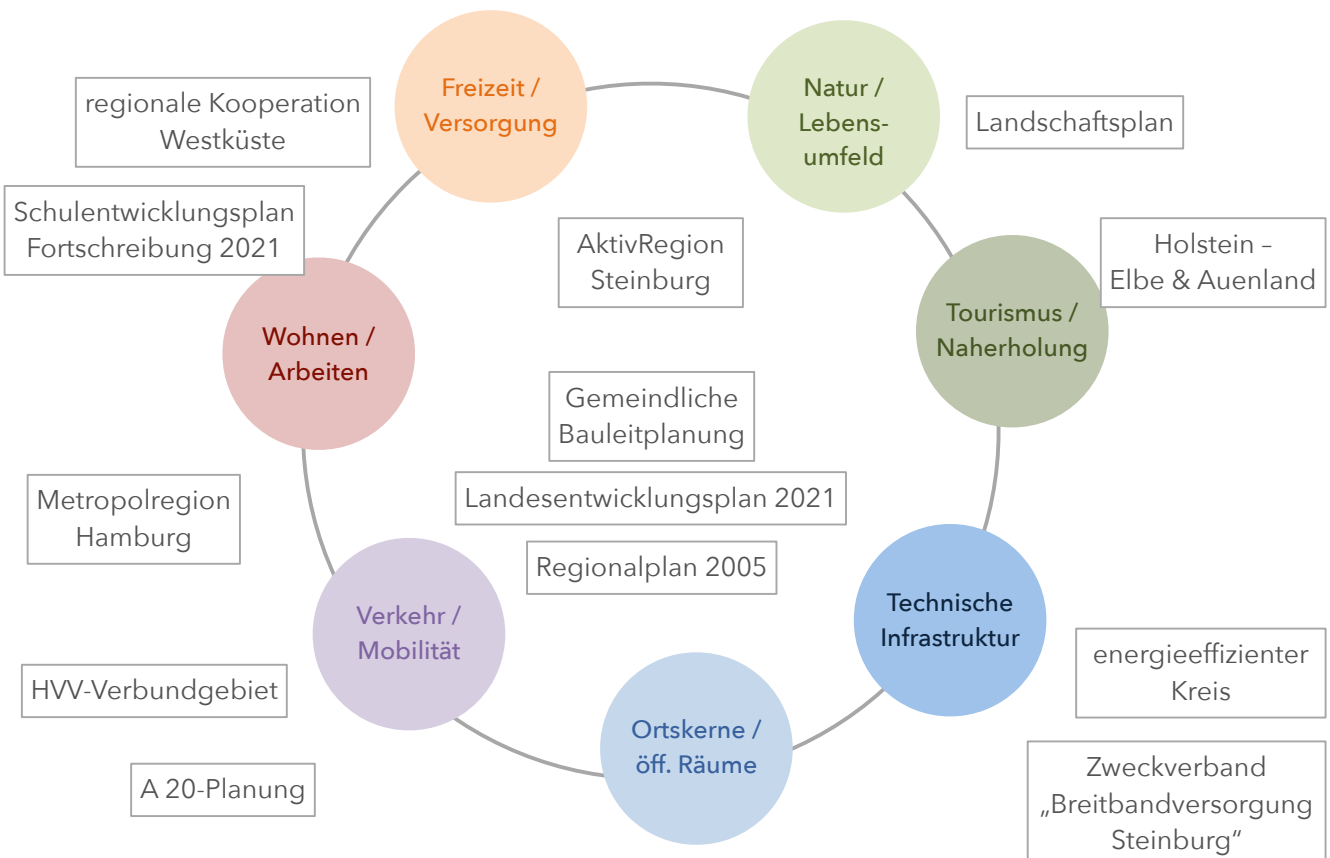 Freizeit /
Versorgung
Natur /
Lebens-
umfeld
regionale Kooperation
Westküste
Landschaftsplan
Schulentwicklungsplan
Fortschreibung 2021
AktivRegion
Steinburg
Holstein –
Elbe & Auenland
Wohnen /
Arbeiten
Tourismus /
Naherholung
Gemeindliche
Bauleitplanung
Metropolregion
Hamburg
Landesentwicklungsplan 2021
Regionalplan 2005
Verkehr /
Mobilität
Technische
Infrastruktur
energieeffizienter
Kreis
HVV-Verbundgebiet
Ortskerne /
öff. Räume
A 20-Planung
Zweckverband
„Breitbandversorgung
Steinburg“